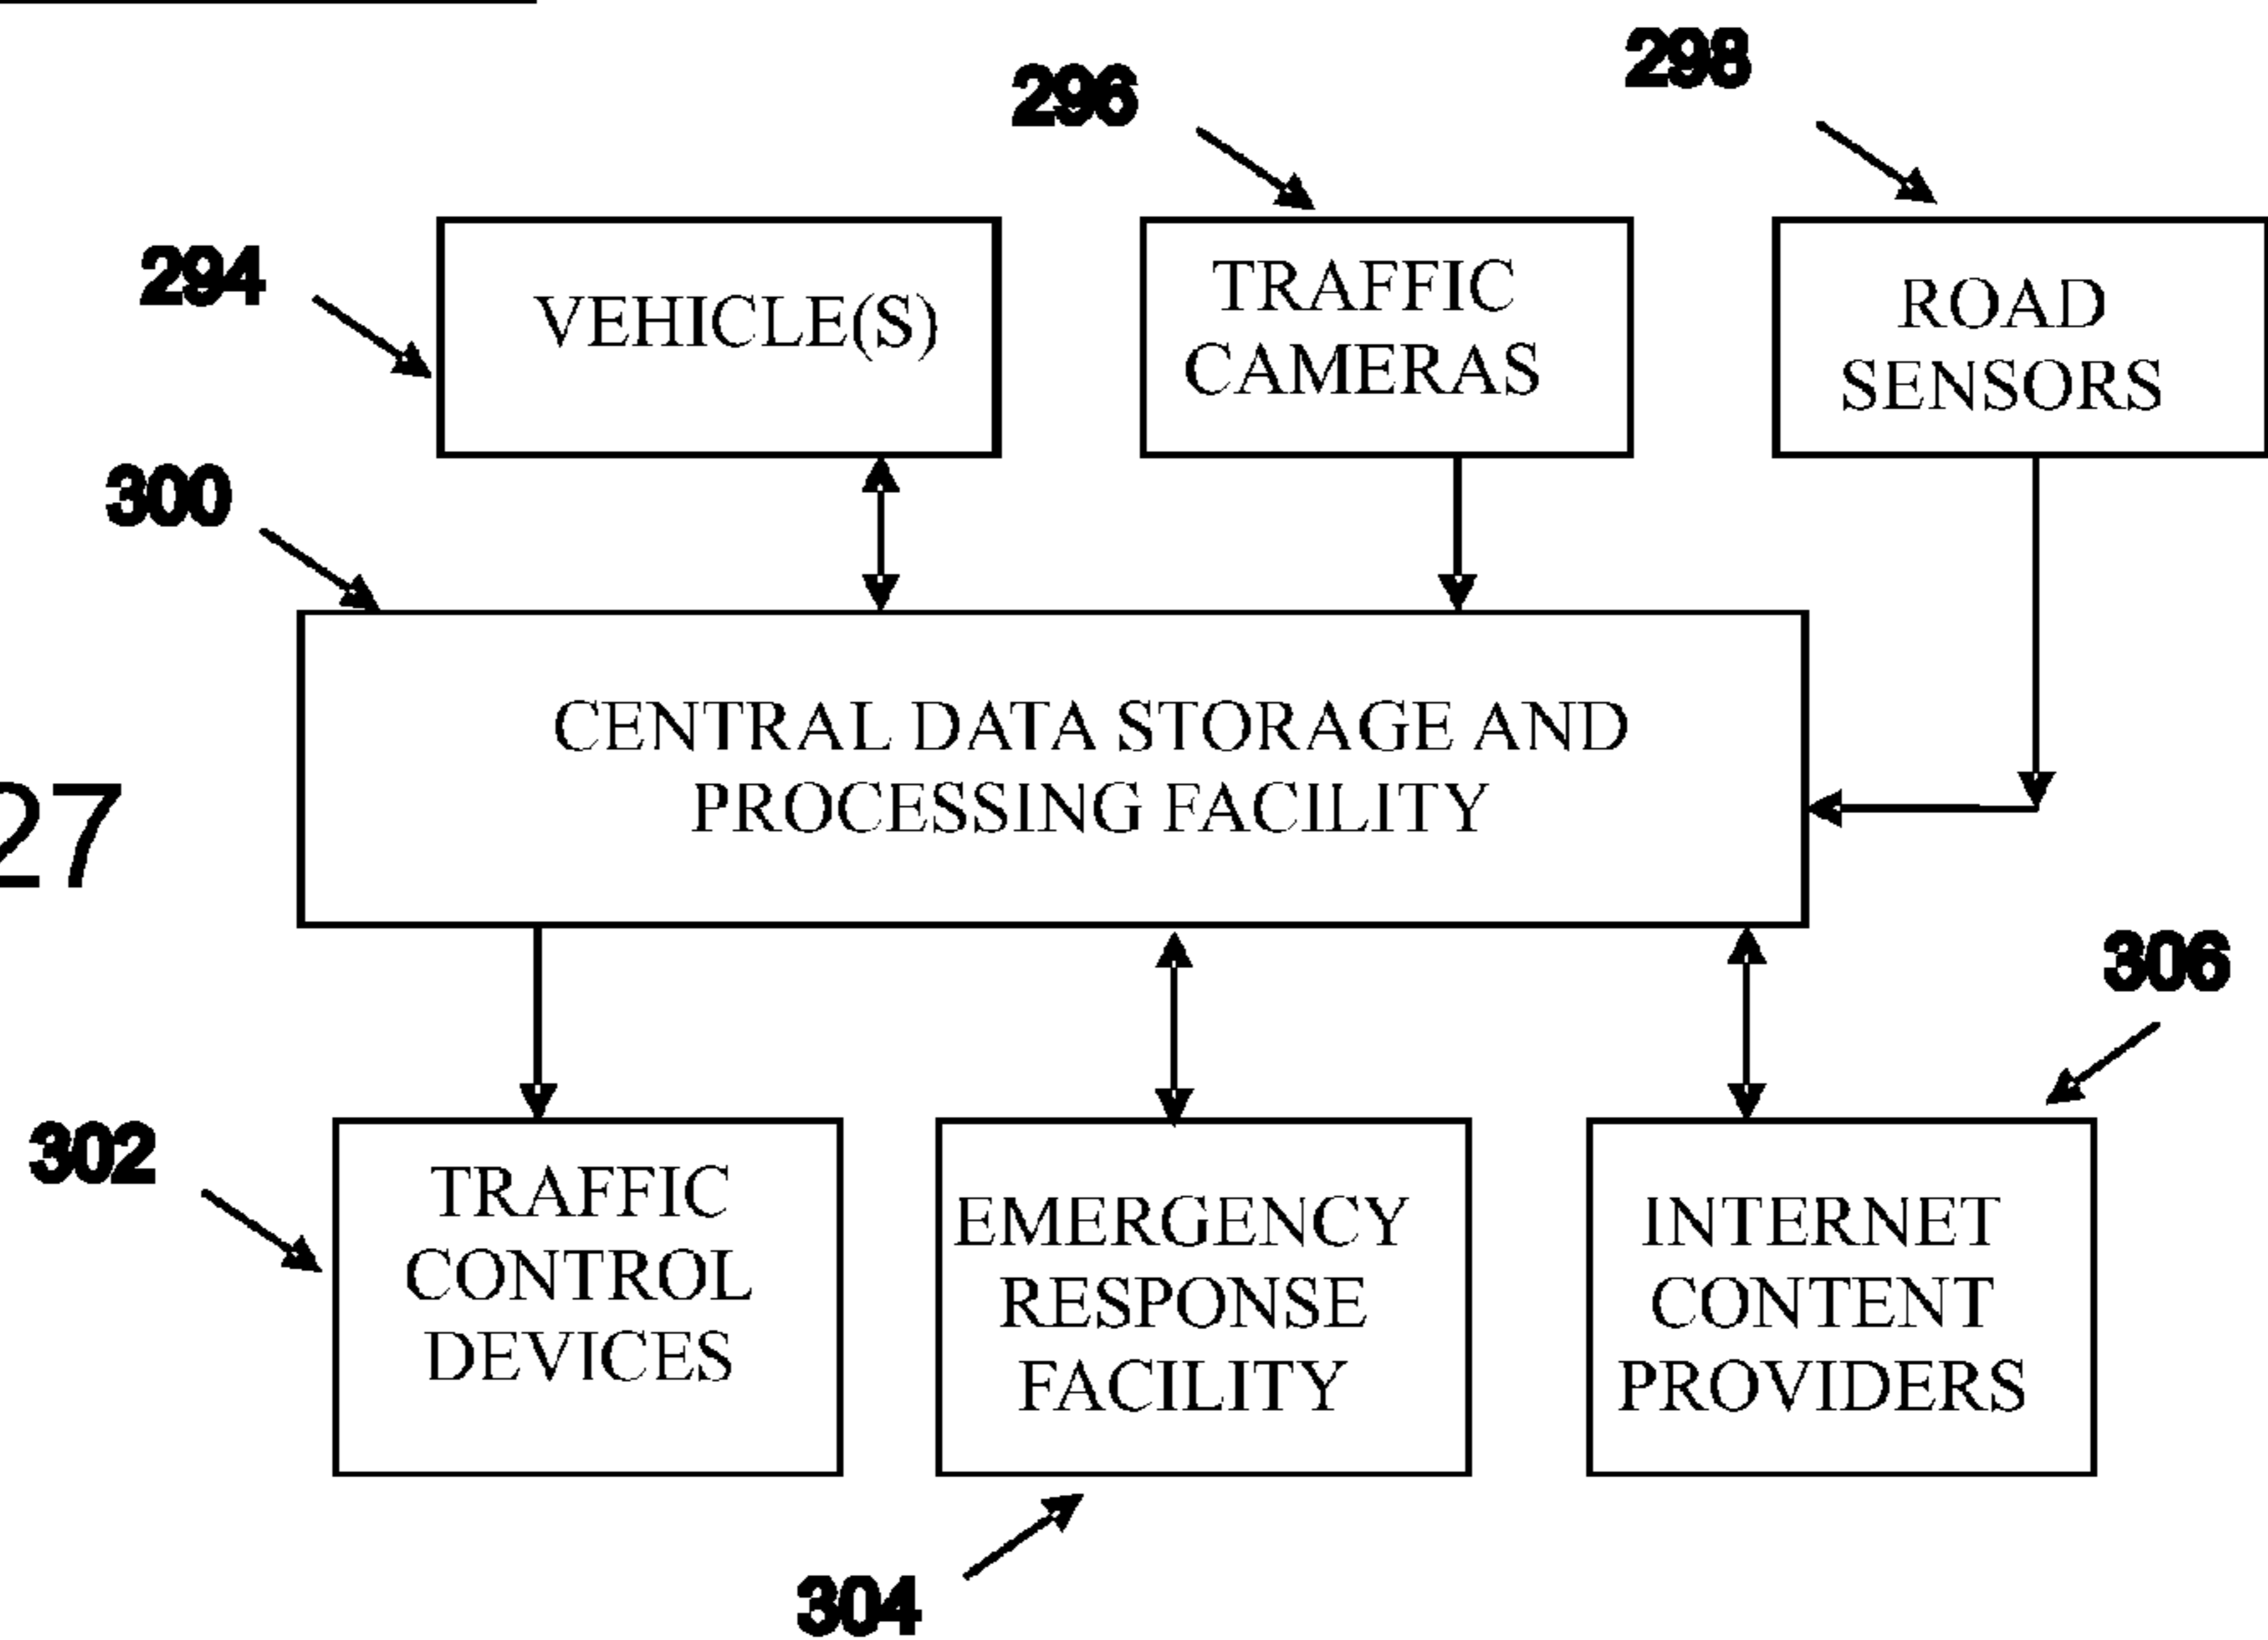 298
296
294
VEHICLE(S)
TRAFFIC
CAMERAS
ROAD
SENSORS
300
CENTRAL DATA STORAGE AND
PROCESSING FACILITY
27
306
302
TRAFFIC
CONTROL
DEVICES
EMERGENCY
RESPONSE
FACILITY
INTERNET
CONTENT
PROVIDERS
304